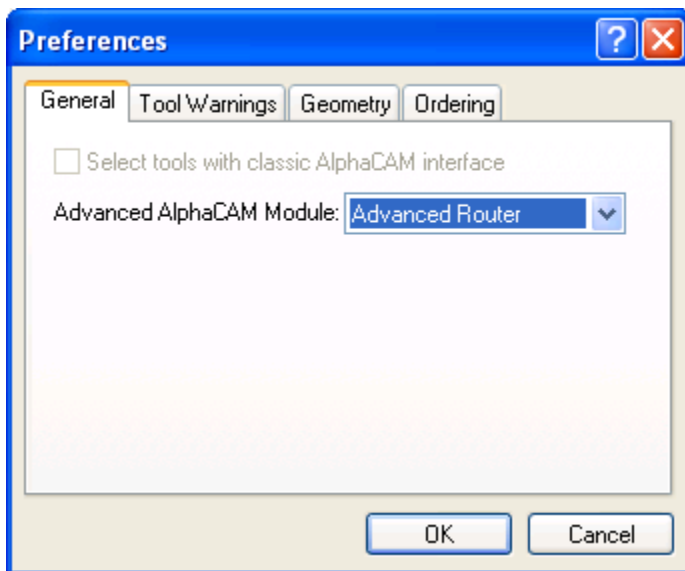 Preferences
General Tool Warnings Geometry Ordering
Select tools with classic AlphaCAM interface
Advanced AlphaCAM Module: Advanced Router
OK Cancel